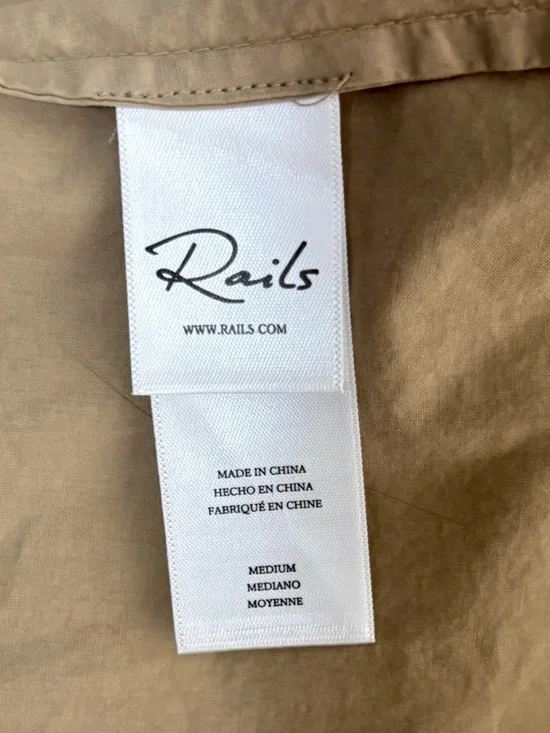 Rails
WWW.RAILS.COM
MADE IN CHINA
HECHO EN CHINA
FABRIQUÉ EN CHINE
MEDIUM
MEDIANO
MOYENNE